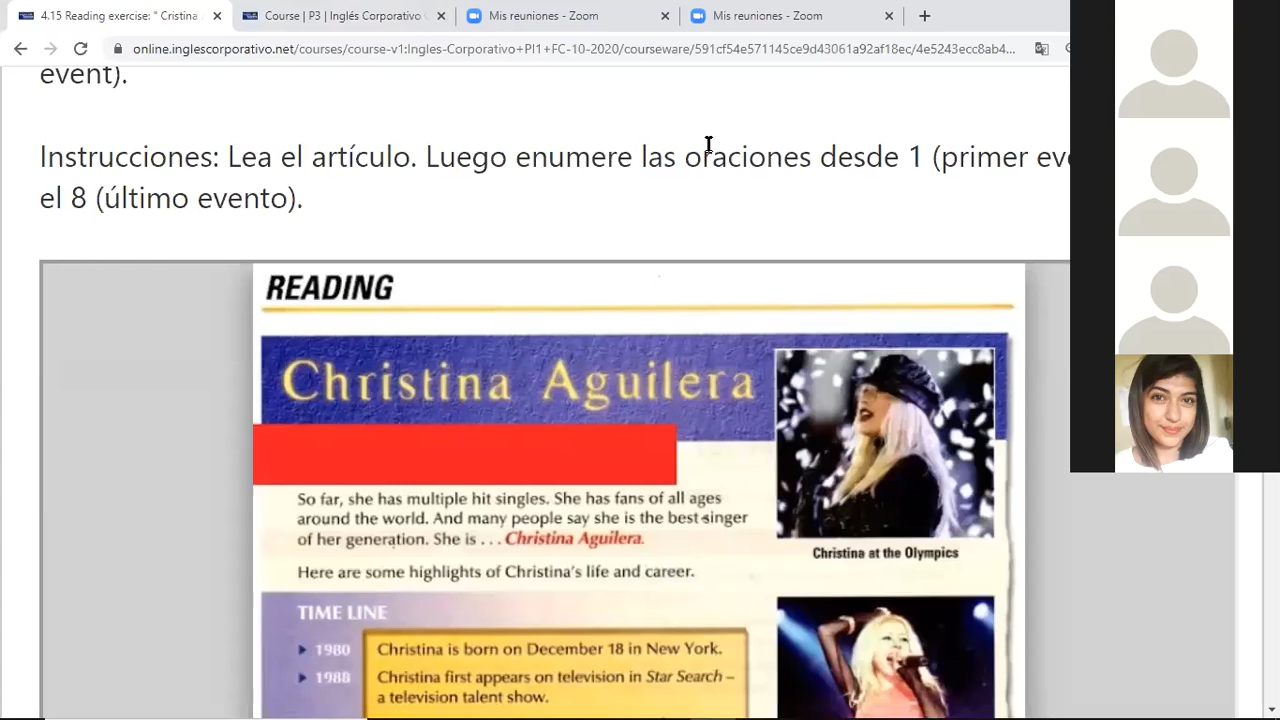 4.15 Reading exercise: " Cristina
Course | P3 | Inglés Corporativo
Mis reuniones - Zoom
Mis reuniones - Zoom
online.inglescorporativo.net/courses/course-v1:Ingles-Corporativo+PI1+FC-10-2020/courseware/591cf54e571145ce9d43061a92af18ec/4e5243ecc8ab4...
event).
Instrucciones: Lea el artículo. Luego enumere las oraciones desde 1 (primer
el 8 (último evento).
READING
Christina Aguilera
So far, she has multiple hit singles. She has fans of all ages
around the world. And many people say she is the best singer
of her generation. She is . . . Christina Aguilera.
Christina at the Olympics
Here are some highlights of Christina's life and career.
TIME LINE
1980 Christina is born on December 18 in New York.
1988 Christina first appears on television in Star Search –
a television talent show.